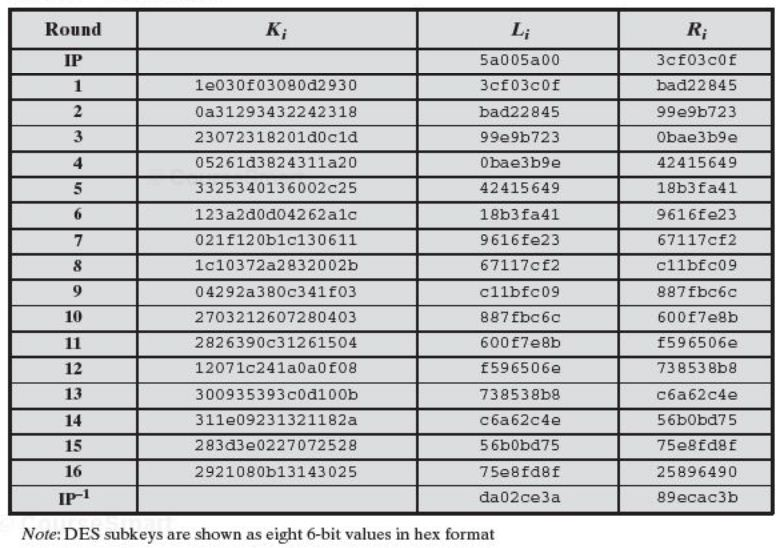 Round K_i L_i R_i
IP 5a005a00 3cf03c0f
1 1e030f03080d2930 3cf03c0f bad22845
2 0a31293432242318 bad22845 99e9b723
3 23072318201d0c1d 99e9b723 0bae3b9e
4 05261d3824311a20 0bae3b9e 42415649
5 3325340136002c25 42415649 18b3fa41
6 123a2d0d04262a1c 18b3fa41 9616fe23
7 021f120b1c130611 9616fe23 67117cf2
8 1c10372a2832002b 67117cf2 c11bfc09
9 04292a380c341f03 c11bfc09 887fbc6c
10 2703212607280403 887fbc6c 600f7e8b
11 2826390c31261504 600f7e8b f596506e
12 12071c241a0a0f08 f596506e 738538b8
13 300935393c0d100b 738538b8 c6a62c4e
14 311e09231321182a c6a62c4e 56b0bd75
15 283d3e0227072528 56b0bd75 75e8fd8f
16 2921080b13143025 75e8fd8f 25896490
IP⁻¹ da02ce3a 89ecac3b
Note: DES subkeys are shown as eight 6-bit values in hex format